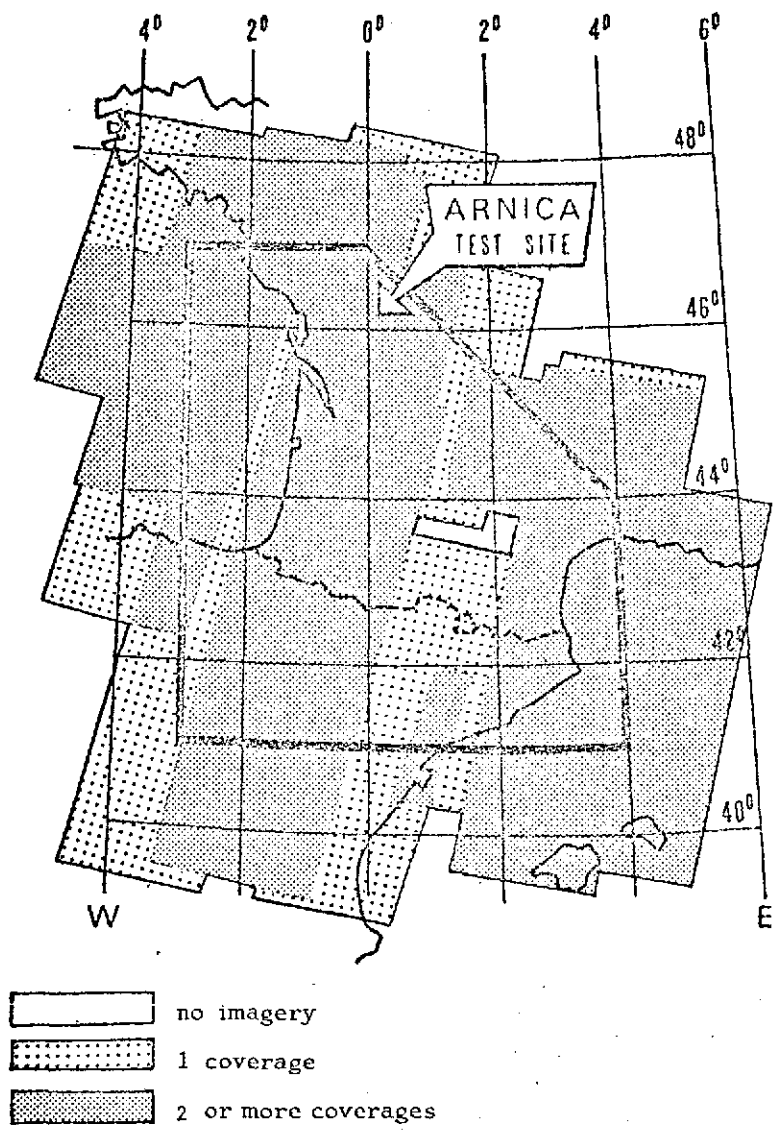 4⁰ 2⁰ 0⁰ 2⁰ 4⁰ 6⁰
48⁰
ARNICA
TEST SITE
46⁰
44⁰
42⁰
40⁰
W E
no imagery
1 coverage
2 or more coverages